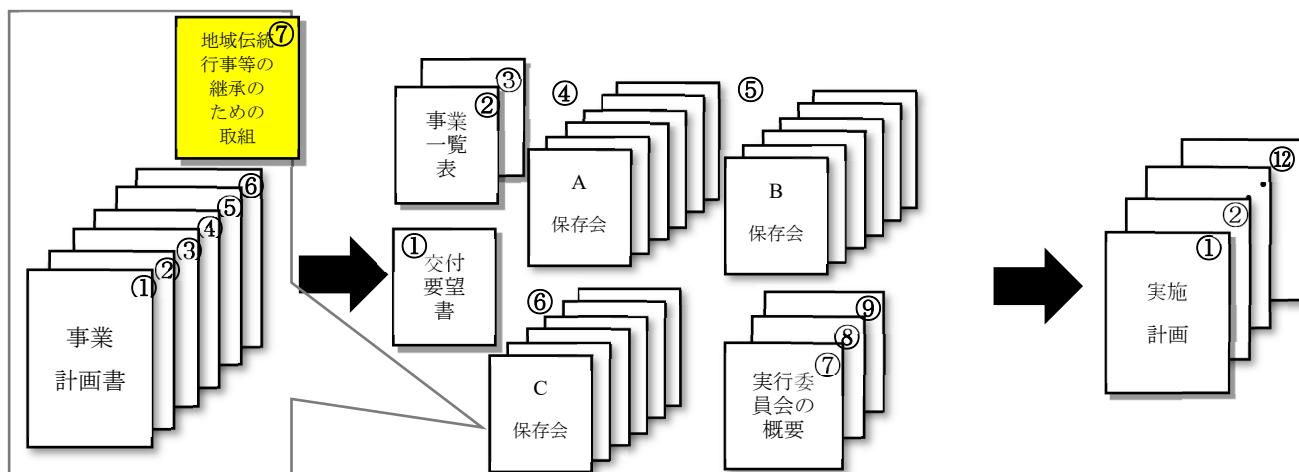 ⑦
地域伝統
行事等の
継承の
ための
取組
⑥
⑤
④
③
②
①
事業
計画書
③
②
事業
一覧
表
①
交付
要望
書
④
A
保存会
⑤
B
保存会
⑥
C
保存会
⑨
⑧
⑦
実行委
員会の
概要
⑫
②
①
実施
計画